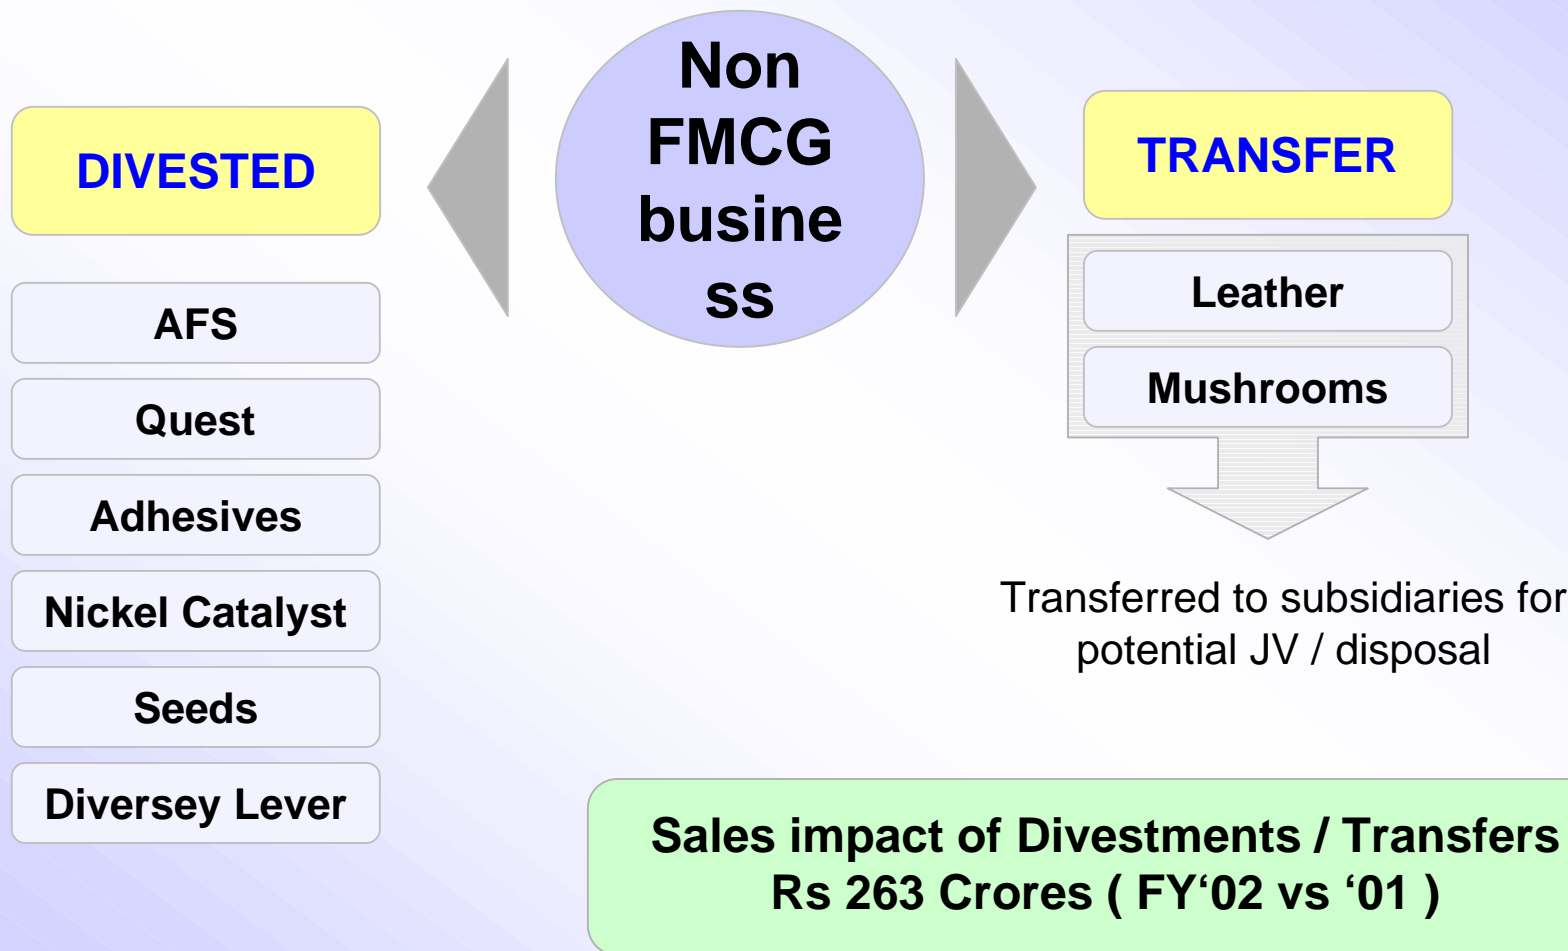 Non
FMCG
busine
ss
DIVESTED
AFS
Quest
Adhesives
Nickel Catalyst
Seeds
Diversey Lever
TRANSFER
Leather
Mushrooms
Transferred to subsidiaries for
potential JV / disposal
Sales impact of Divestments / Transfers
Rs 263 Crores ( FY‘02 vs ‘01 )